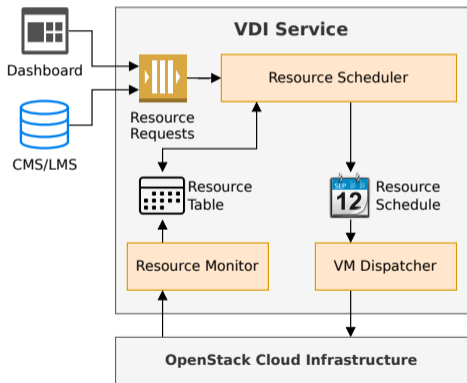 VDI Service
Dashboard
Resource Scheduler
Resource
Requests
CMS/LMS
Resource
Table
SEP
12
Resource
Schedule
Resource Monitor
VM Dispatcher
OpenStack Cloud Infrastructure